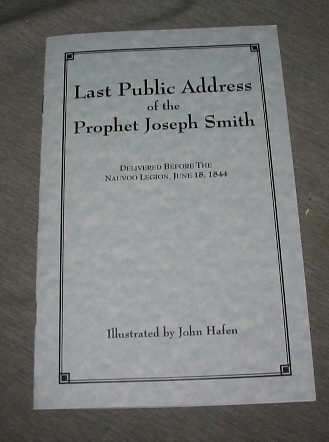 Last Public Address
of the
Prophet Joseph Smith
Delivered Before The
Nauvoo Legion, June 18, 1844
Illustrated by John Hafen